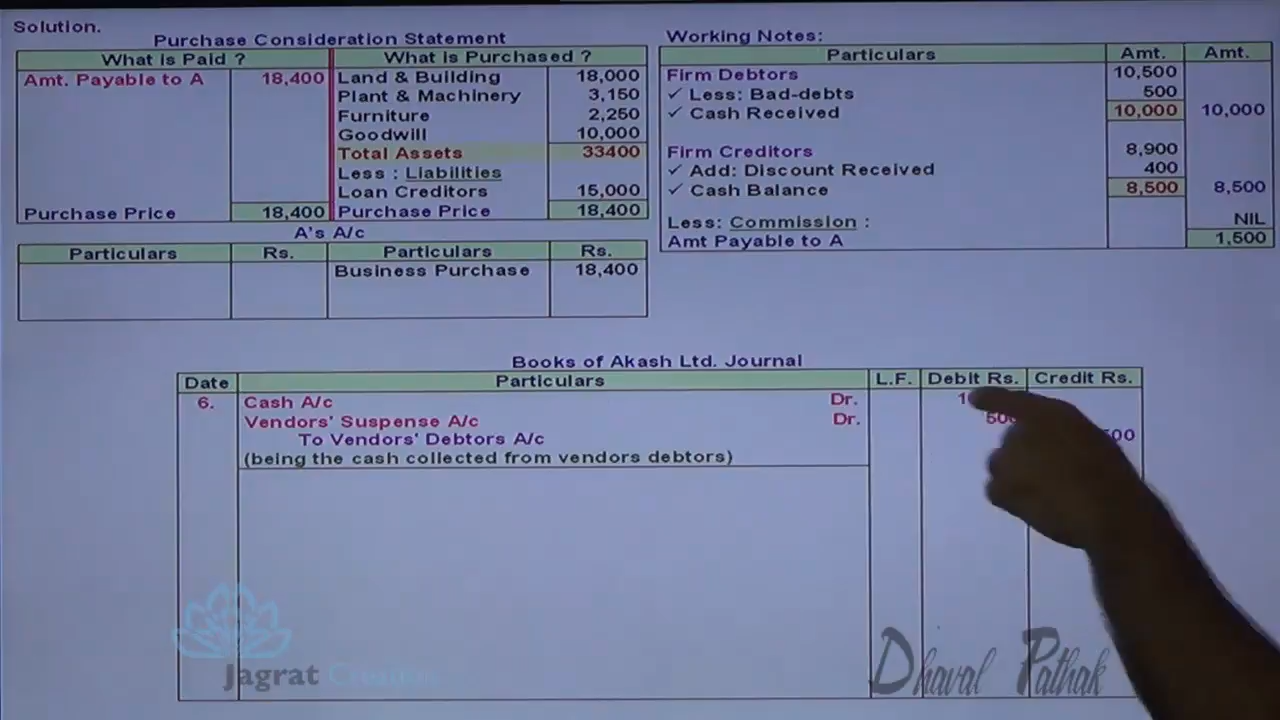 Solution.
Purchase Consideration Statement
What is Paid ? What is Purchased ?
Amt. Payable to A 18,400 Land & Building 18,000
Plant & Machinery 3,150
Furniture 2,250
Goodwill 10,000
Total Assets 33400
Less : Liabilities
Loan Creditors 15,000
Purchase Price 18,400 Purchase Price 18,400
A's A/c
Particulars Rs. Particulars Rs.
Business Purchase 18,400
Working Notes:
Particulars Amt. Amt.
Firm Debtors 10,500
✓ Less: Bad-debts 500
✓ Cash Received 10,000 10,000
Firm Creditors 8,900
✓ Add: Discount Received 400
✓ Cash Balance 8,500 8,500
Less: Commission : NIL
Amt Payable to A 1,500
Books of Akash Ltd. Journal
Date Particulars L.F. Debit Rs. Credit Rs.
6. Cash A/c Dr.
Vendors' Suspense A/c Dr. 500
To Vendors' Debtors A/c
(being the cash collected from vendors debtors)
Jagrat Creation
Dhaval Pathak